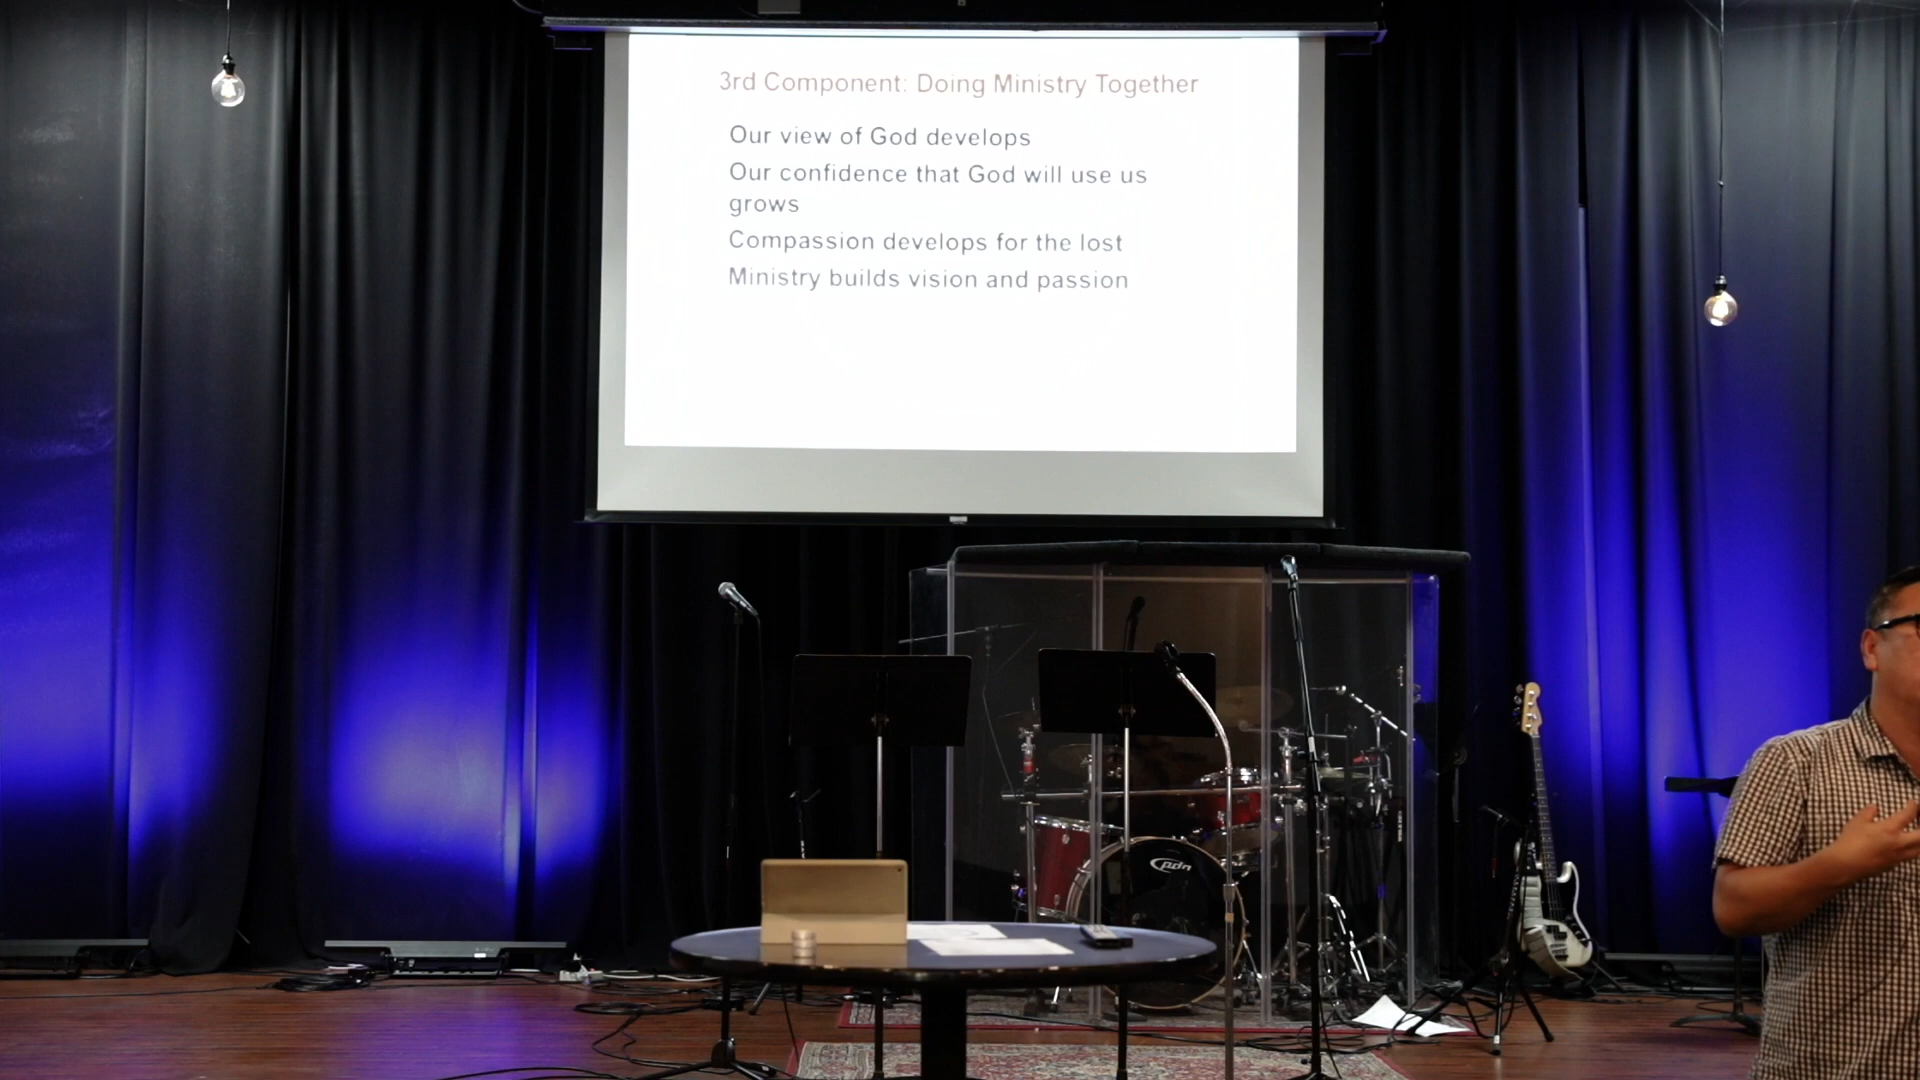 3rd Component: Doing Ministry Together
Our view of God develops
Our confidence that God will use us
grows
Compassion develops for the lost
Ministry builds vision and passion
pdp